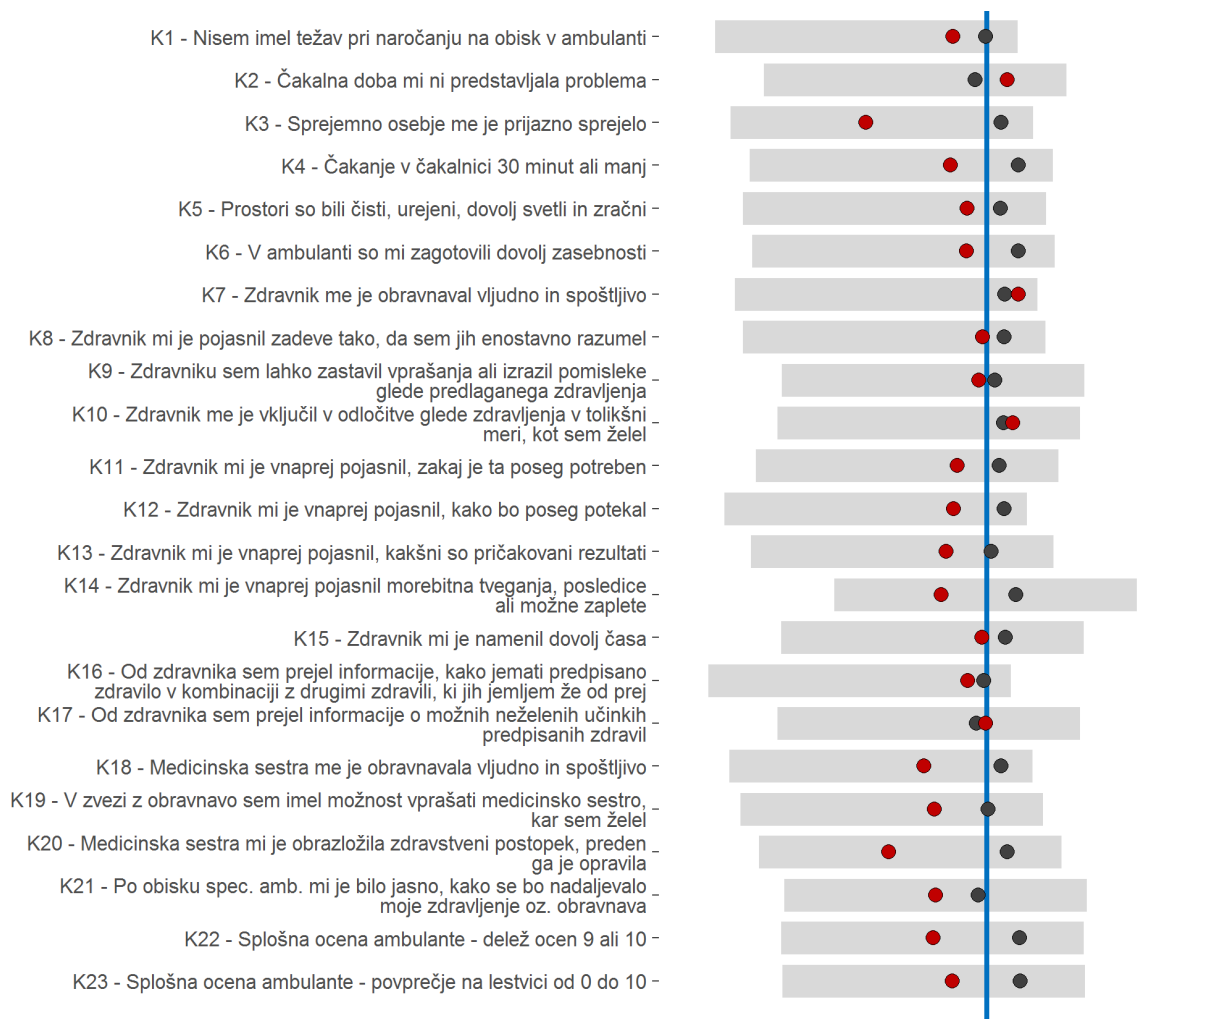 K1 - Nisem imel težav pri naročanju na obisk v ambulanti
K2 - Čakalna doba mi ni predstavljala problema
K3 - Sprejemno osebje me je prijazno sprejelo
K4 - Čakanje v čakalnici 30 minut ali manj
K5 - Prostori so bili čisti, urejeni, dovolj svetli in zračni
K6 - V ambulanti so mi zagotovili dovolj zasebnosti
K7 - Zdravnik me je obravnaval vljudno in spoštljivo
K8 - Zdravnik mi je pojasnil zadeve tako, da sem jih enostavno razumel
K9 - Zdravniku sem lahko zastavil vprašanja ali izrazil pomisleke
glede predlaganega zdravljenja
K10 - Zdravnik me je vključil v odločitve glede zdravljenja v tolikšni
meri, kot sem želel
K11 - Zdravnik mi je vnaprej pojasnil, zakaj je ta poseg potreben
K12 - Zdravnik mi je vnaprej pojasnil, kako bo poseg potekal
K13 - Zdravnik mi je vnaprej pojasnil, kakšni so pričakovani rezultati
K14 - Zdravnik mi je vnaprej pojasnil morebitna tveganja, posledice
ali možne zaplete
K15 - Zdravnik mi je namenil dovolj časa
K16 - Od zdravnika sem prejel informacije, kako jemati predpisano
zdravilo v kombinaciji z drugimi zdravili, ki jih jemljem že od prej
K17 - Od zdravnika sem prejel informacije o možnih neželenih učinkih
predpisanih zdravil
K18 - Medicinska sestra me je obravnavala vljudno in spoštljivo
K19 - V zvezi z obravnavo sem imel možnost vprašati medicinsko sestro,
kar sem želel
K20 - Medicinska sestra mi je obrazložila zdravstveni postopek, preden
ga je opravila
K21 - Po obisku spec. amb. mi je bilo jasno, kako se bo nadaljevalo
moje zdravljenje oz. obravnava
K22 - Splošna ocena ambulante - delež ocen 9 ali 10
K23 - Splošna ocena ambulante - povprečje na lestvici od 0 do 10